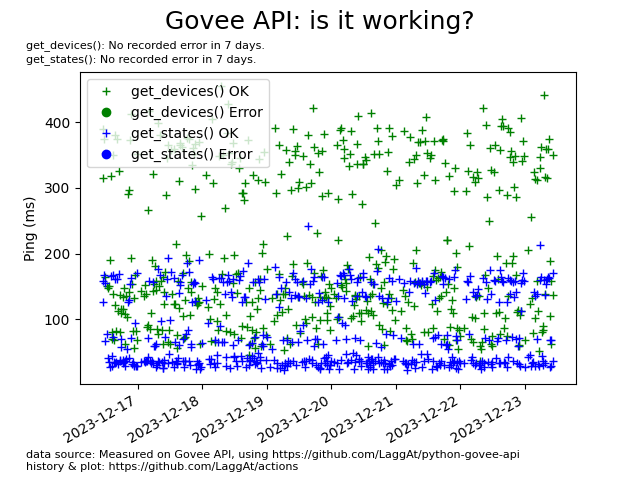 Govee API: is it working?
get_devices(): No recorded error in 7 days.
get_states(): No recorded error in 7 days.
get_devices() OK
get_devices() Error
get_states() OK
get_states() Error
Ping (ms)
400
300
200
100
2023-12-17
2023-12-18
2023-12-19
2023-12-20
2023-12-21
2023-12-22
2023-12-23
data source: Measured on Govee API, using https://github.com/LaggAt/python-govee-api
history & plot: https://github.com/LaggAt/actions